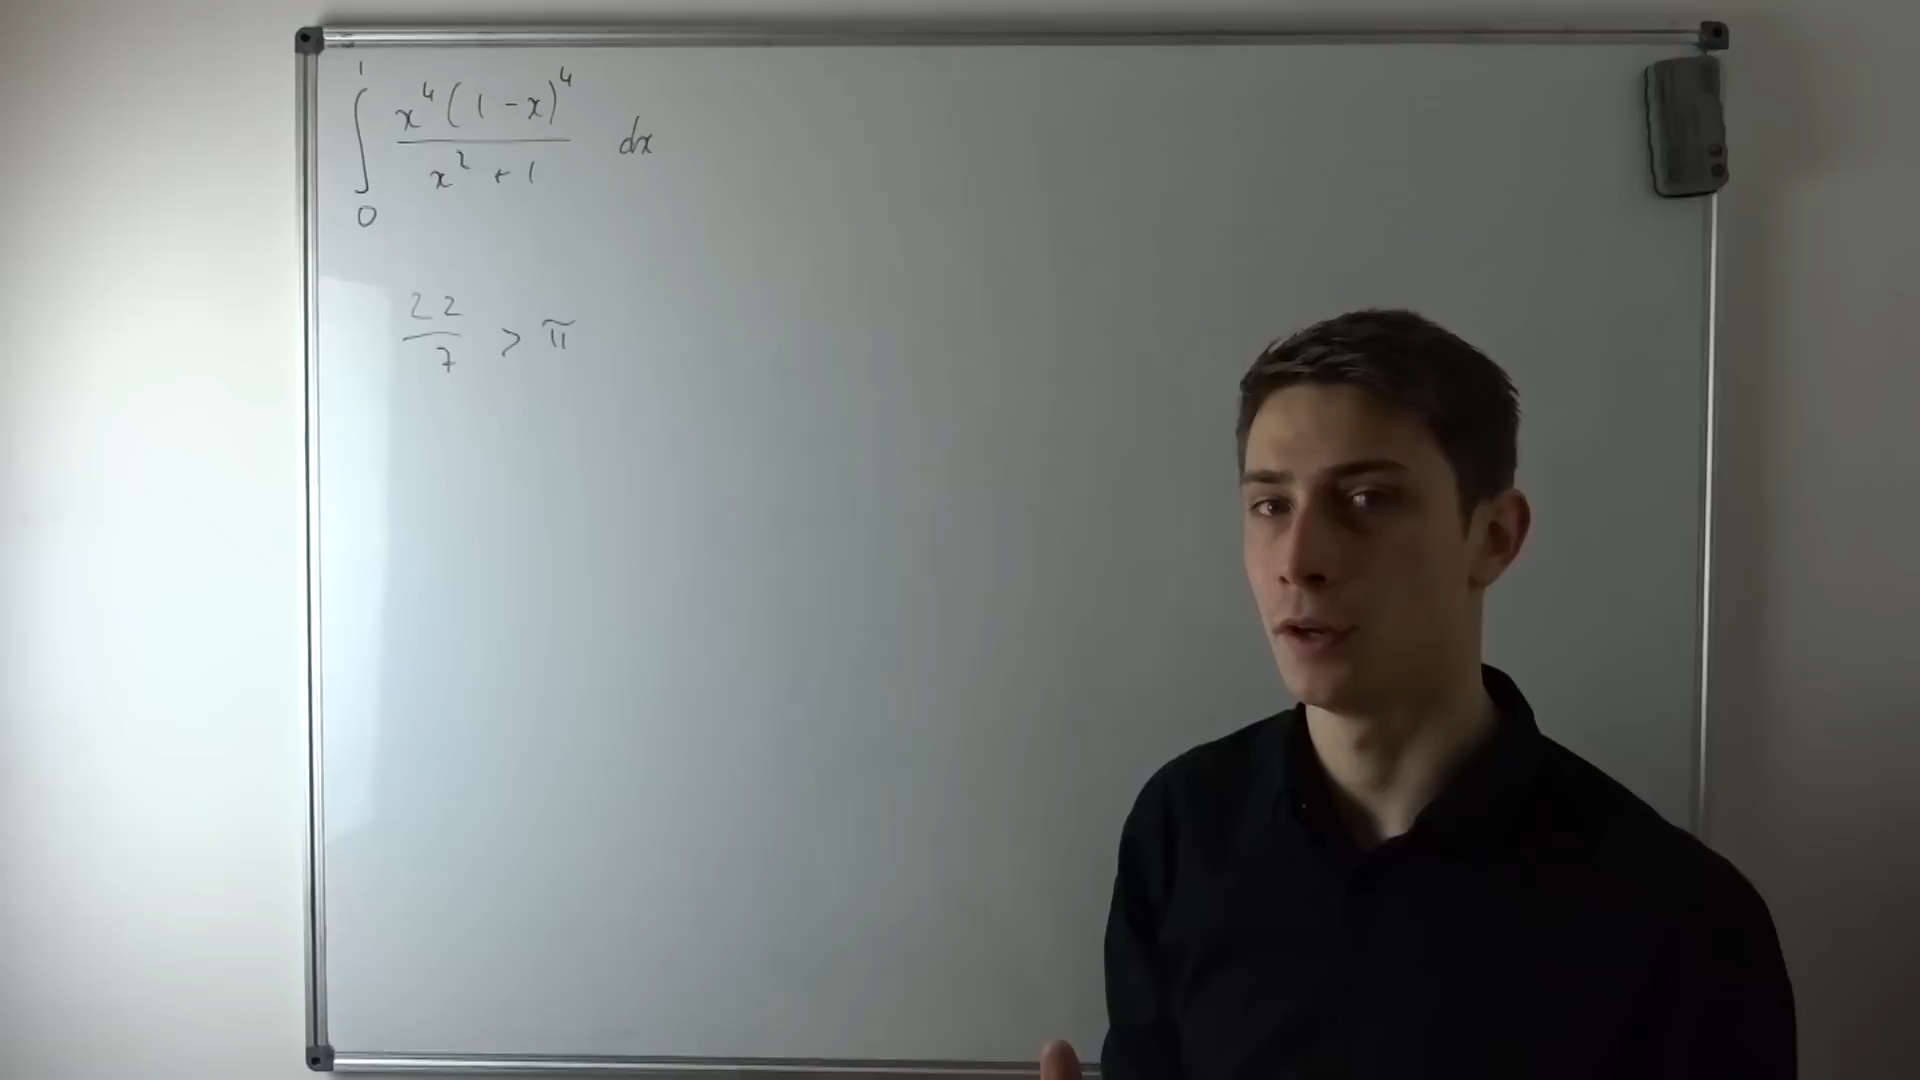 ∫₀¹ x⁴(1-x)⁴ / x²+1 dx
22/7 > π